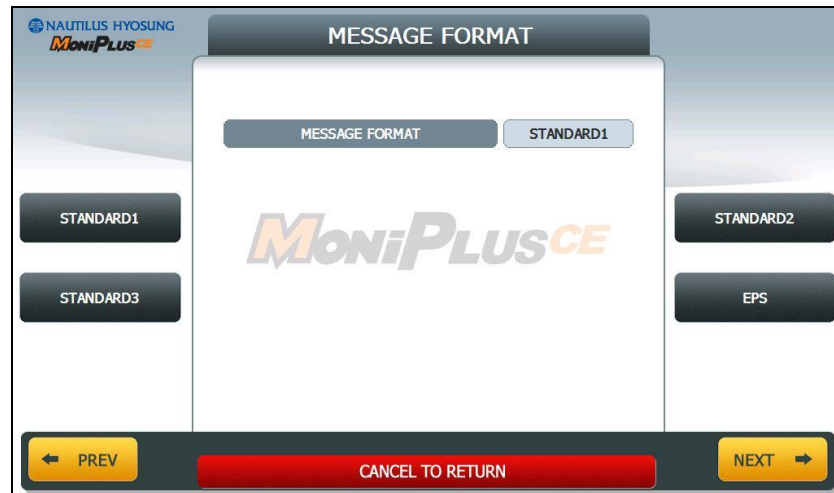 NAUTILUS HYOSUNG
MoniPlusCE
MESSAGE FORMAT
MESSAGE FORMAT STANDARD1
STANDARD1
STANDARD2
MoniPlusCE
STANDARD3
EPS
PREV
CANCEL TO RETURN
NEXT